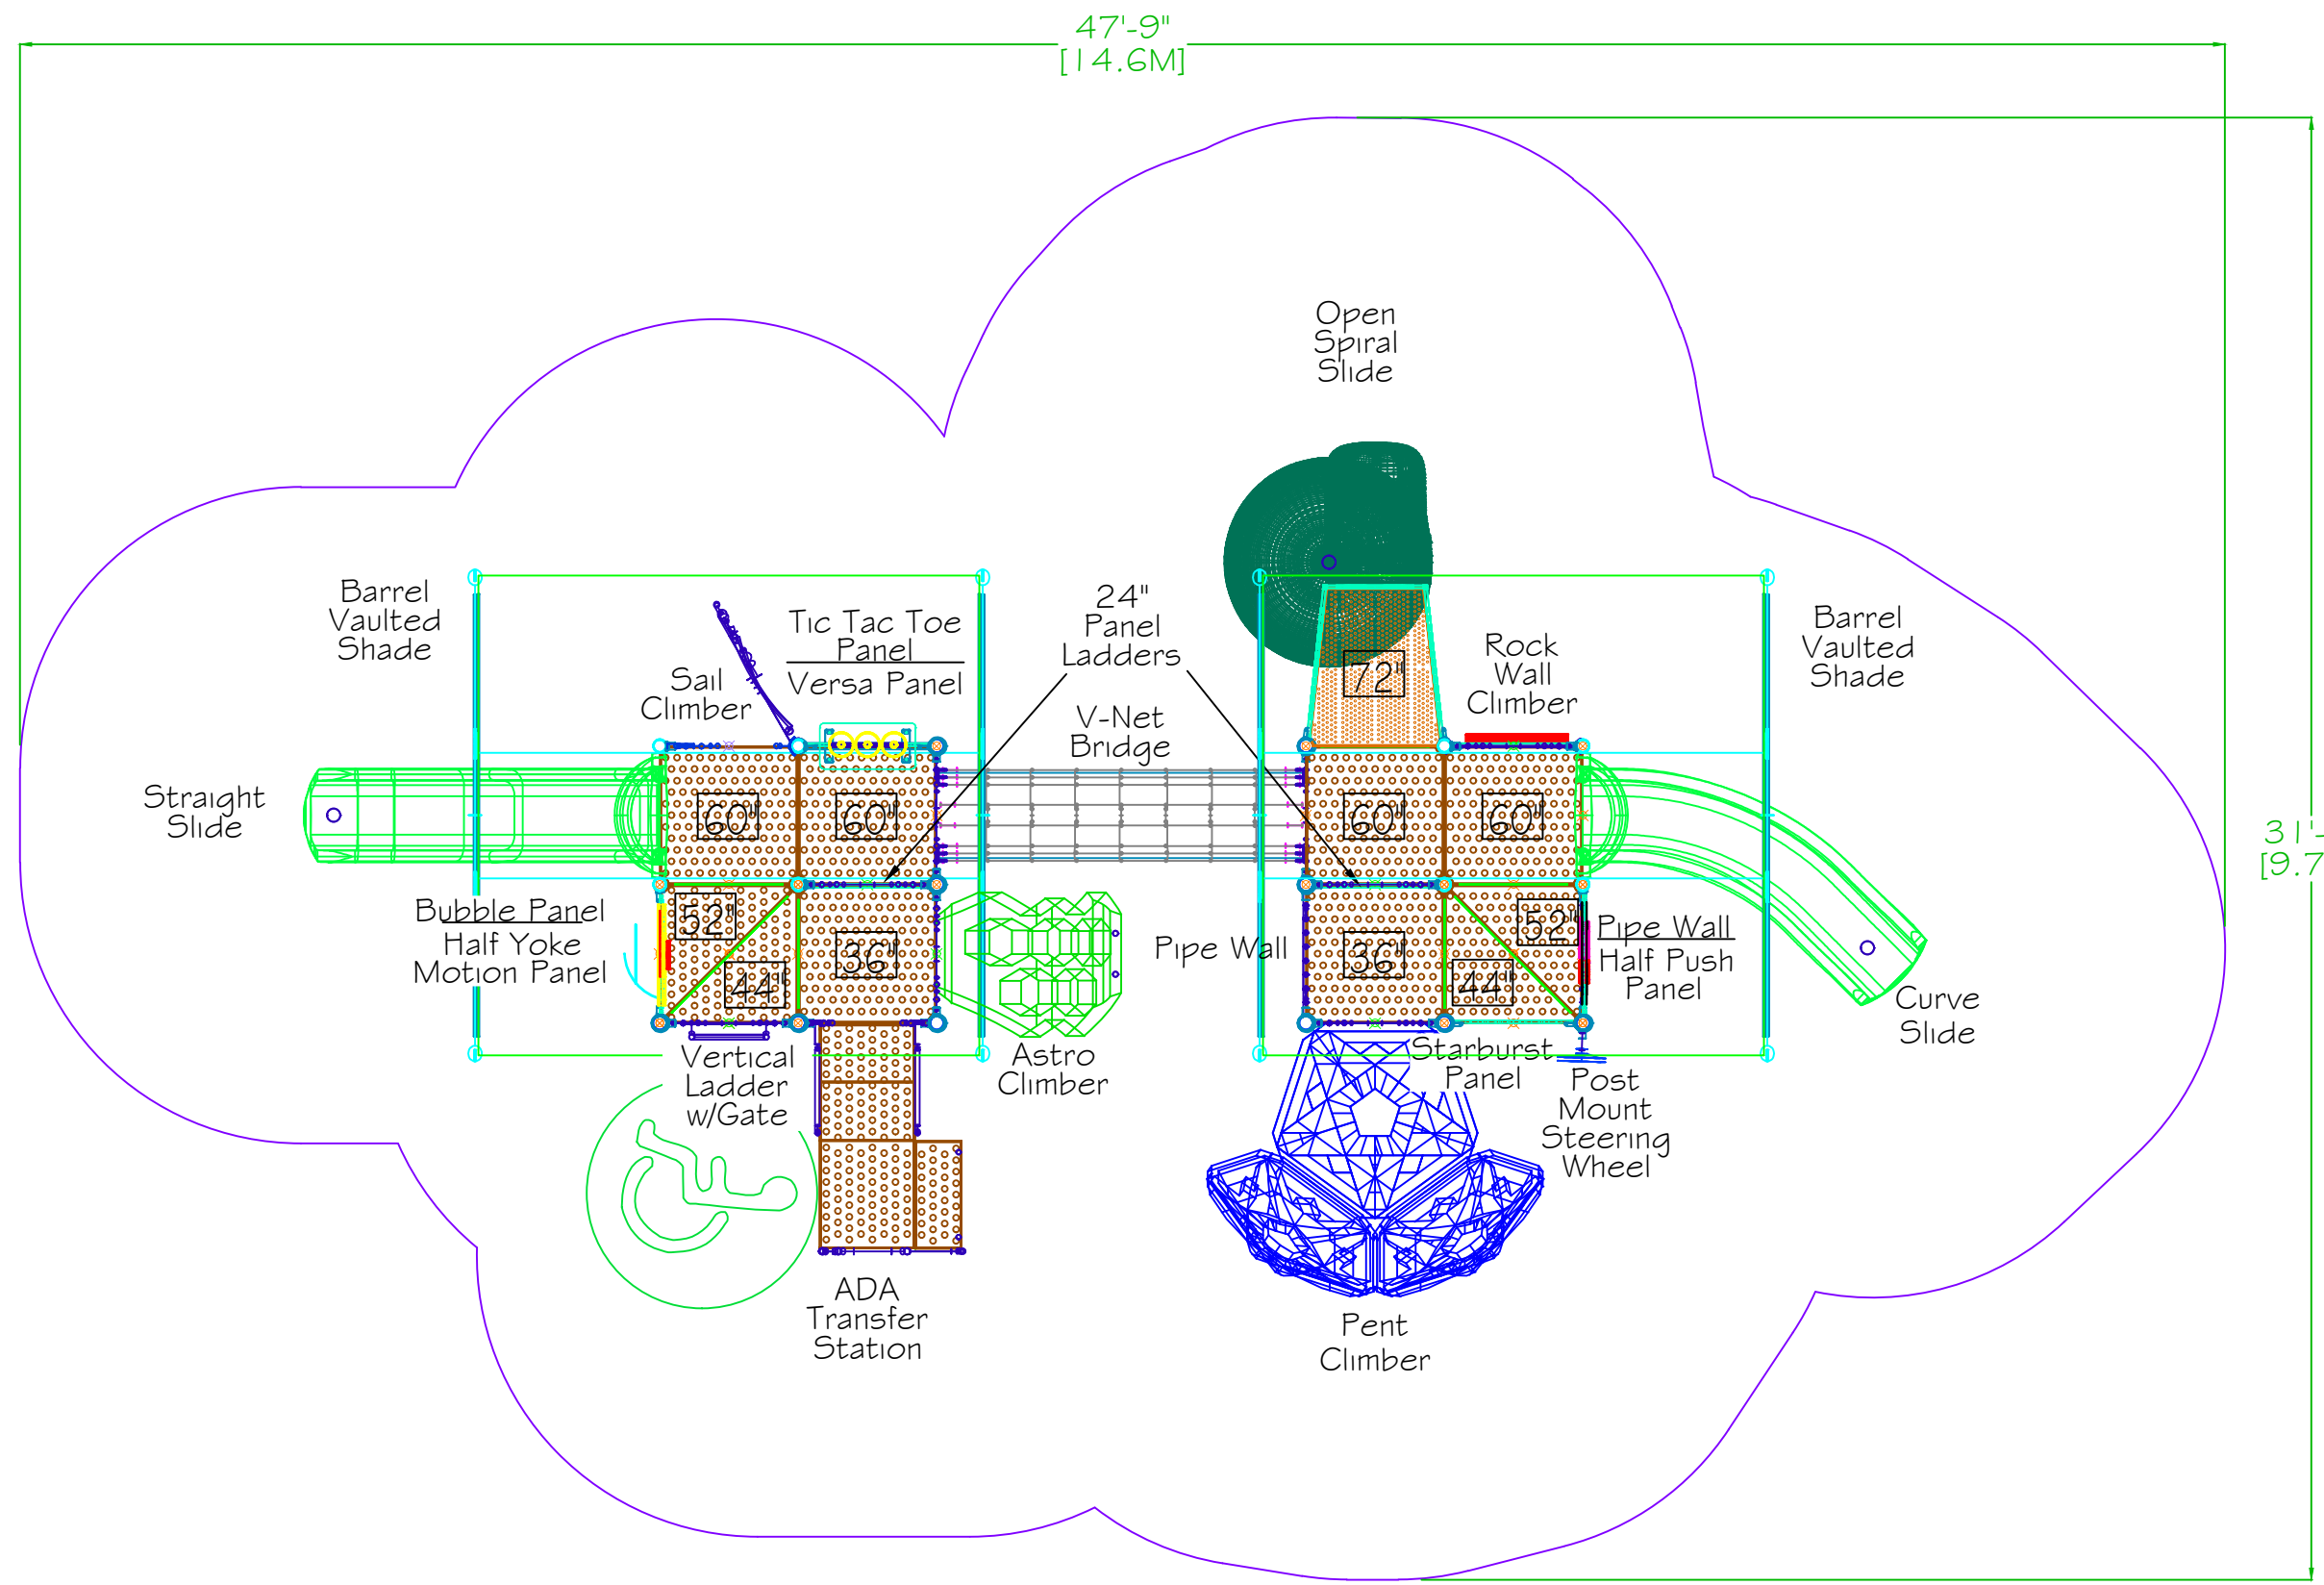 47'-9"
[14.6M]
Open
Spiral
Slide
Barrel
Vaulted
Shade
Sail
Climber
Tic Tac Toe
Panel
Versa Panel
24"
Panel
Ladders
V-Net
Bridge
72"
Rock
Wall
Climber
Barrel
Vaulted
Shade
Straight
Slide
60"
60"
60"
60"
31'-
[9.7
Bubble Panel
Half Yoke
Motion Panel
52"
44"
36"
Pipe Wall
36"
44"
52"
Pipe Wall
Half Push
Panel
Curve
Slide
Vertical
Ladder
w/Gate
Astro
Climber
Starburst
Panel
Post
Mount
Steering
Wheel
ADA
Transfer
Station
Pent
Climber